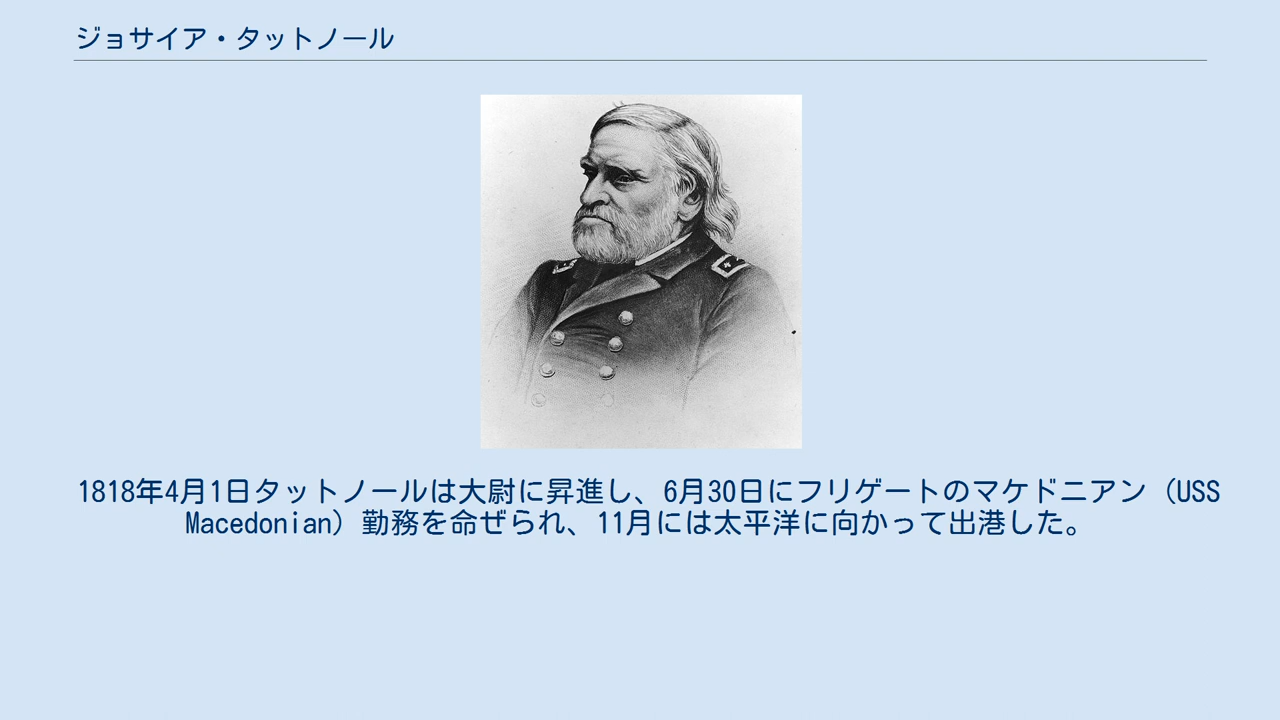 ジョサイア・タットノール
1818年4月1日タットノールは大尉に昇進し、6月30日にフリゲートのマケドニアン（USS
Macedonian）勤務を命ぜられ、11月には太平洋に向かって出港した。